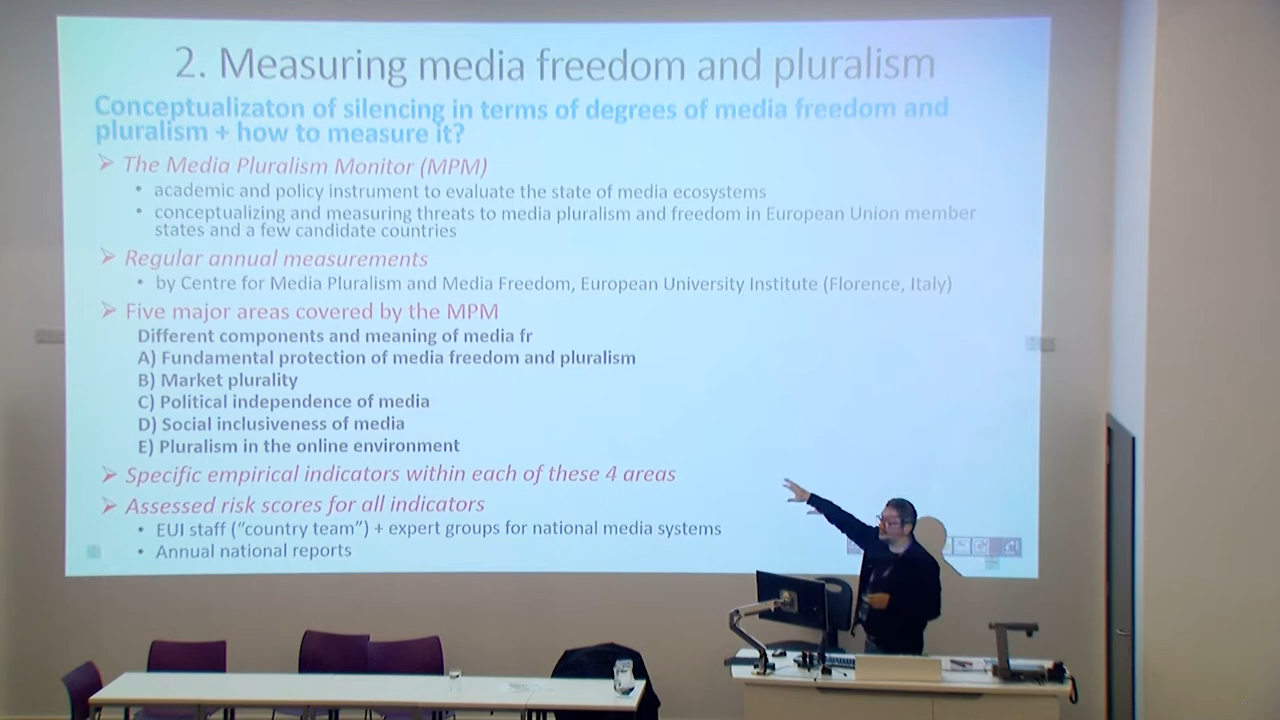 2. Measuring media freedom and pluralism
Conceptualizaton of silencing in terms of degrees of media freedom and
pluralism + how to measure it?
➢ The Media Pluralism Monitor (MPM)
• academic and policy instrument to evaluate the state of media ecosystems
• conceptualizing and measuring threats to media pluralism and freedom in European Union member
states and a few candidate countries
➢ Regular annual measurements
• by Centre for Media Pluralism and Media Freedom, European University Institute (Florence, Italy)
➢ Five major areas covered by the MPM
Different components and meaning of media fr
A) Fundamental protection of media freedom and pluralism
B) Market plurality
C) Political independence of media
D) Social inclusiveness of media
E) Pluralism in the online environment
➢ Specific empirical indicators within each of these 4 areas
➢ Assessed risk scores for all indicators
• EUI staff (“country team”) + expert groups for national media systems
• Annual national reports